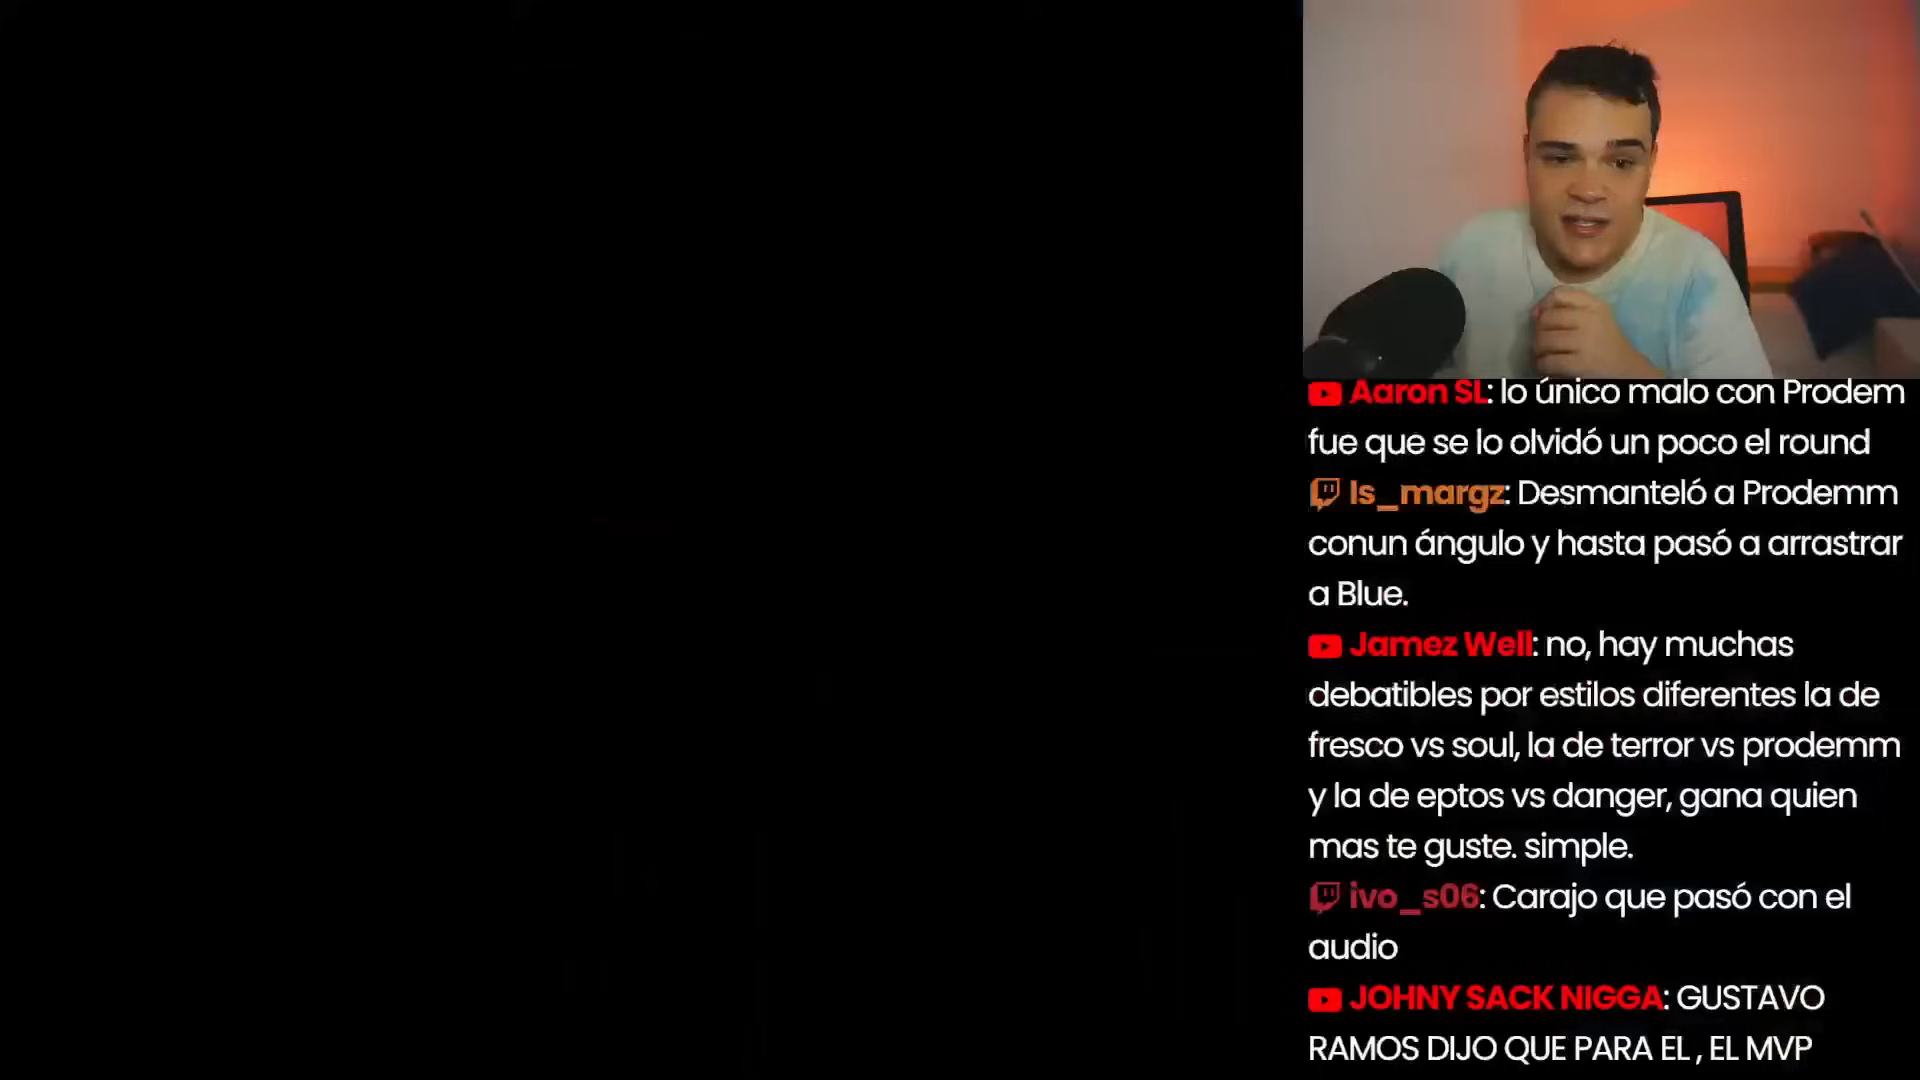 Aaron SL: lo único malo con Prodem
fue que se lo olvidó un poco el round
ls_margz: Desmanteló a Prodemm
conun ángulo y hasta pasó a arrastrar
a Blue.
Jamez Well: no, hay muchas
debatibles por estilos diferentes la de
fresco vs soul, la de terror vs prodemm
y la de eptos vs danger, gana quien
mas te guste. simple.
ivo_s06: Carajo que pasó con el
audio
JOHNY SACK NIGGA: GUSTAVO
RAMOS DIJO QUE PARA EL , EL MVP